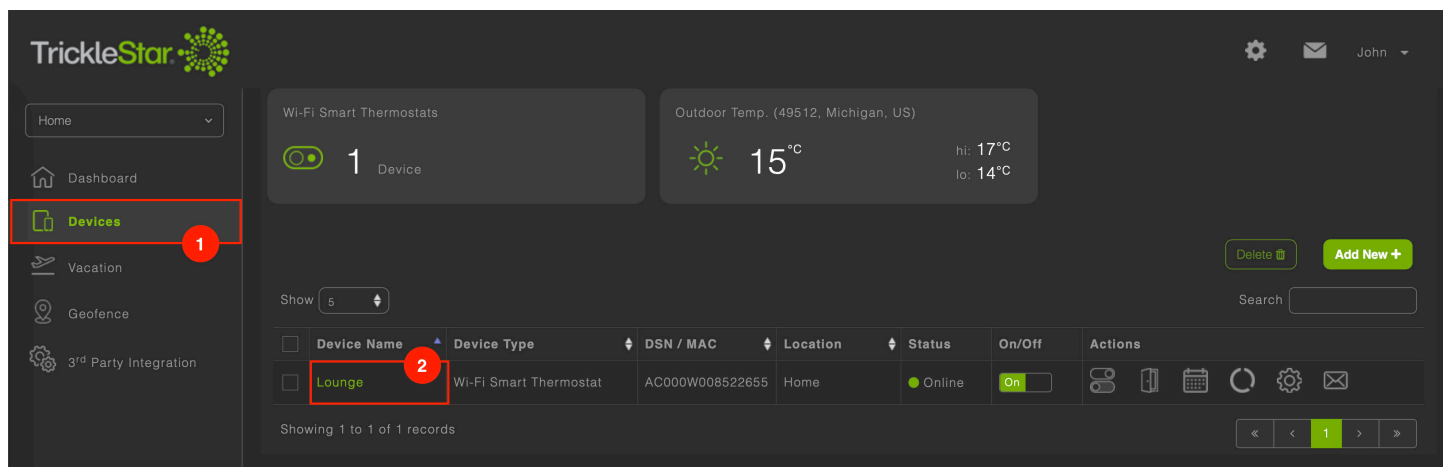 TrickleStar
John
Home
Dashboard
Devices
1
Vacation
Geofence
3rd Party Integration
Wi-Fi Smart Thermostats
1 Device
Outdoor Temp. (49512, Michigan, US)
15°C
hi: 17°C
lo: 14°C
Delete
Add New +
Show 5
Search
Device Name Device Type DSN / MAC Location Status On/Off Actions
2
Lounge Wi-Fi Smart Thermostat AC000W008522655 Home Online On
Showing 1 to 1 of 1 records
« < 1 > »